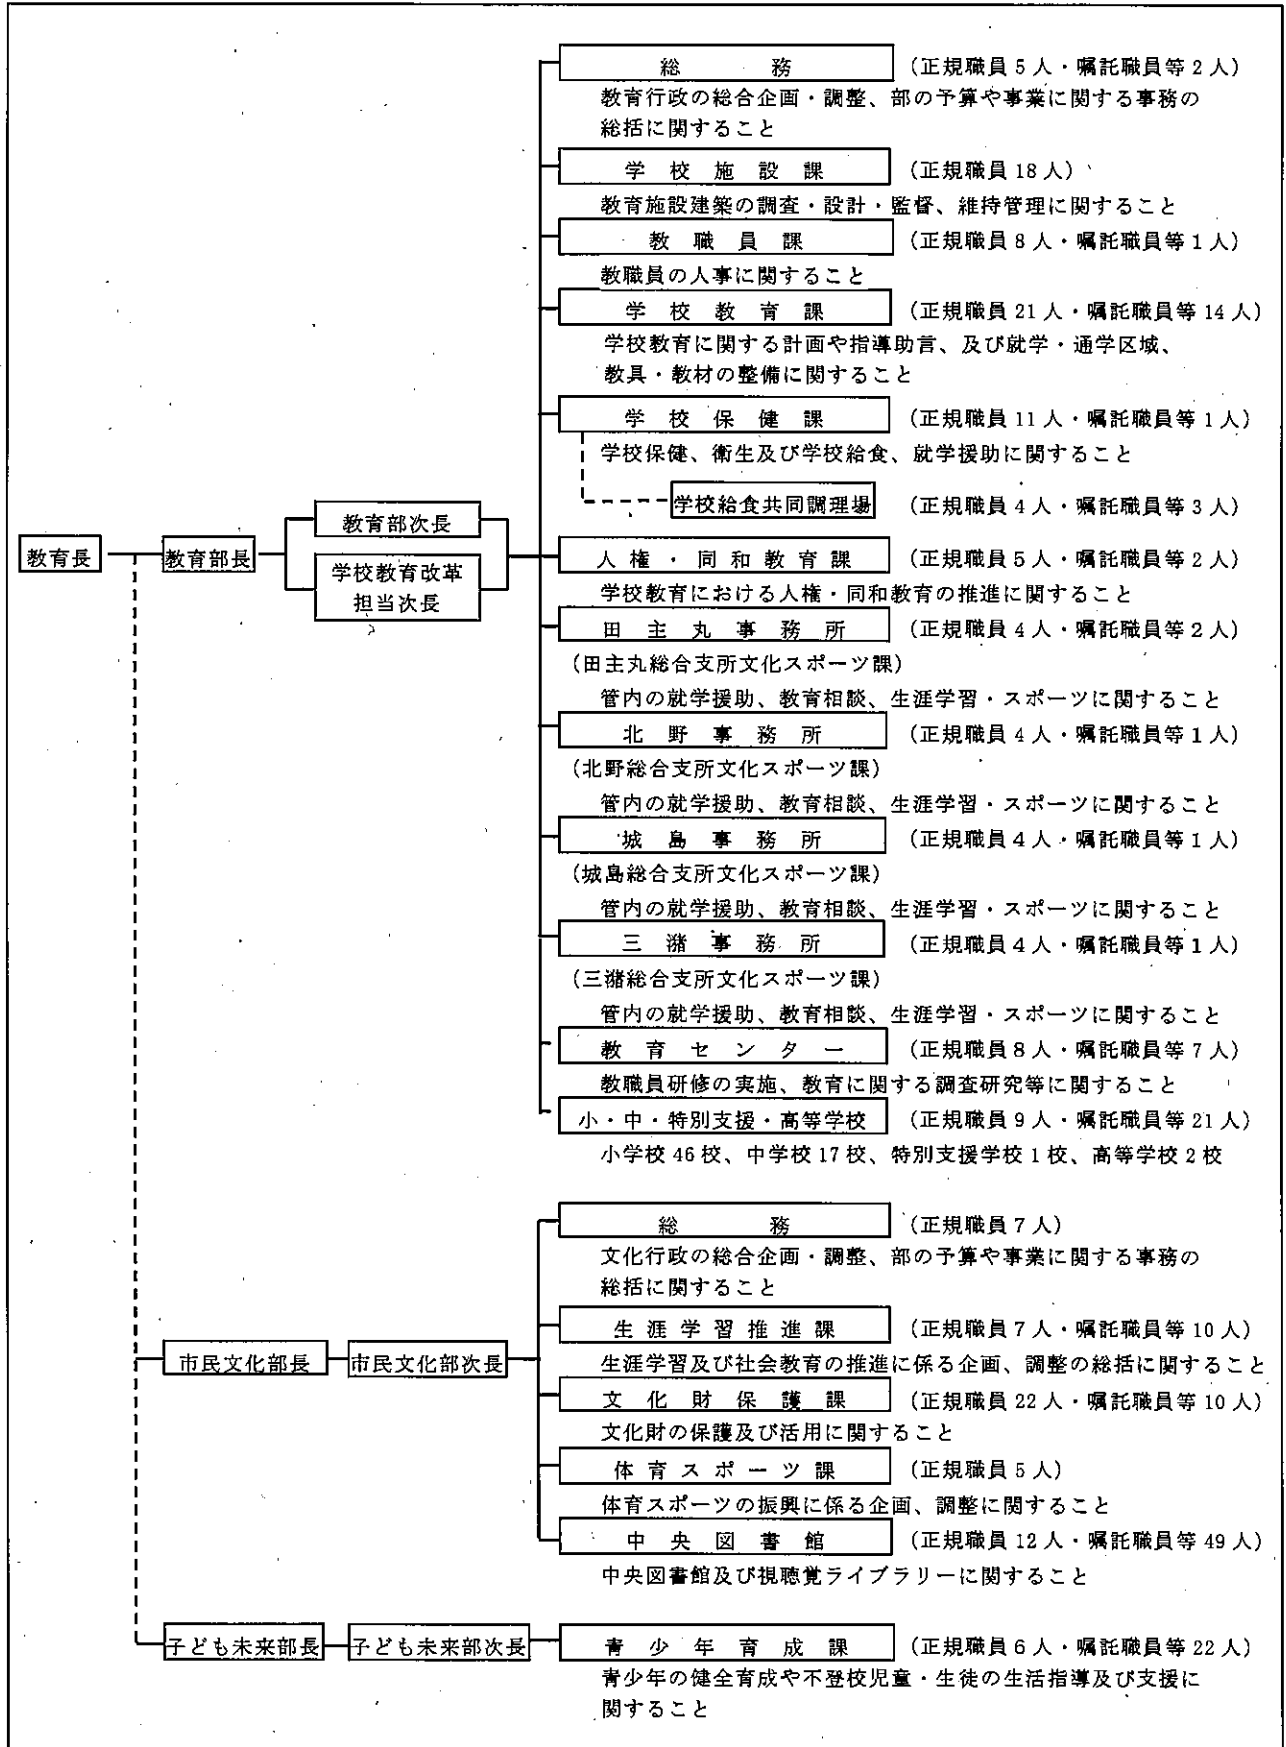 教育長
教育部長
教育部次長
学校教育改革
担当次長
総務 (正規職員5人・嘱託職員等2人)
教育行政の総合企画・調整、部の予算や事業に関する事務の
総括に関すること
学校施設課 (正規職員18人)
教育施設建築の調査・設計・監督、維持管理に関すること
教職員課 (正規職員8人・嘱託職員等1人)
教職員の人事に関すること
学校教育課 (正規職員21人・嘱託職員等14人)
学校教育に関する計画や指導助言、及び就学・通学区域、
教具・教材の整備に関すること
学校保健課 (正規職員11人・嘱託職員等1人)
学校保健、衛生及び学校給食、就学援助に関すること
学校給食共同調理場 (正規職員4人・嘱託職員等3人)
人権・同和教育課 (正規職員5人・嘱託職員等2人)
学校教育における人権・同和教育の推進に関すること
田主丸事務所 (正規職員4人・嘱託職員等2人)
(田主丸総合支所文化スポーツ課)
管内の就学援助、教育相談、生涯学習・スポーツに関すること
北野事務所 (正規職員4人・嘱託職員等1人)
(北野総合支所文化スポーツ課)
管内の就学援助、教育相談、生涯学習・スポーツに関すること
城島事務所 (正規職員4人・嘱託職員等1人)
(城島総合支所文化スポーツ課)
管内の就学援助、教育相談、生涯学習・スポーツに関すること
三潴事務所 (正規職員4人・嘱託職員等1人)
(三潴総合支所文化スポーツ課)
管内の就学援助、教育相談、生涯学習・スポーツに関すること
教育センター (正規職員8人・嘱託職員等7人)
教職員研修の実施、教育に関する調査研究等に関すること
小・中・特別支援・高等学校 (正規職員9人・嘱託職員等21人)
小学校46校、中学校17校、特別支援学校1校、高等学校2校
市民文化部長
市民文化部次長
総務 (正規職員7人)
文化行政の総合企画・調整、部の予算や事業に関する事務の
総括に関すること
生涯学習推進課 (正規職員7人・嘱託職員等10人)
生涯学習及び社会教育の推進に係る企画、調整の総括に関すること
文化財保護課 (正規職員22人・嘱託職員等10人)
文化財の保護及び活用に関すること
体育スポーツ課 (正規職員5人)
体育スポーツの振興に係る企画、調整に関すること
中央図書館 (正規職員12人・嘱託職員等49人)
中央図書館及び視聴覚ライブラリーに関すること
子ども未来部長
子ども未来部次長
青少年育成課 (正規職員6人・嘱託職員等22人)
青少年の健全育成や不登校児童・生徒の生活指導及び支援に
関すること